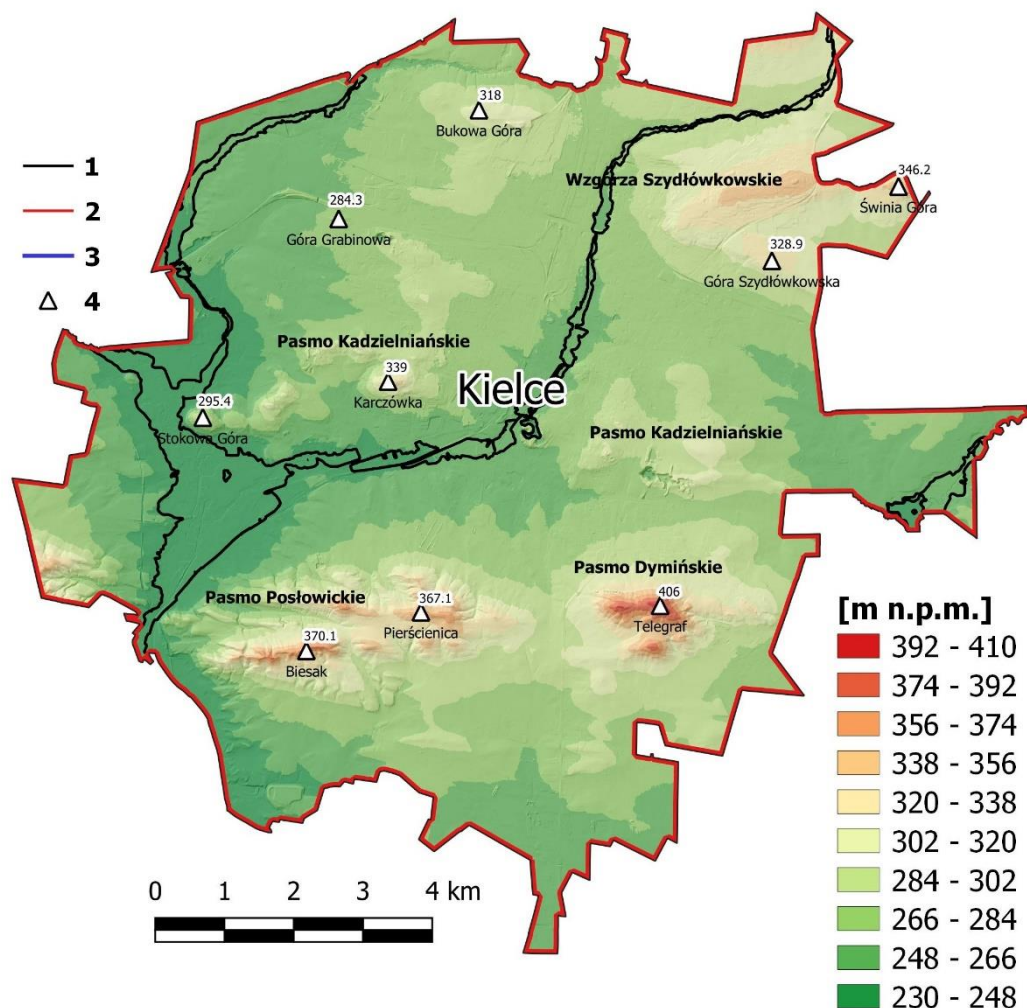 318
Bukowa Góra
1
2
3
4
Wzgórza Szydłówkowskie
346.2
Świnia Góra
284.3
Góra Grabinowa
328.9
Góra Szydłówkowska
Pasmo Kadzielniańskie
339
Karczówka
Kielce
295.4
Stokowa Góra
Pasmo Kadzielniańskie
Pasmo Dymińskie
Pasmo Posłowickie
406
Telegraf
367.1
Pierścienica
370.1
Biesak
[m n.p.m.]
392 - 410
374 - 392
356 - 374
338 - 356
320 - 338
302 - 320
284 - 302
266 - 284
248 - 266
230 - 248
0 1 2 3 4 km